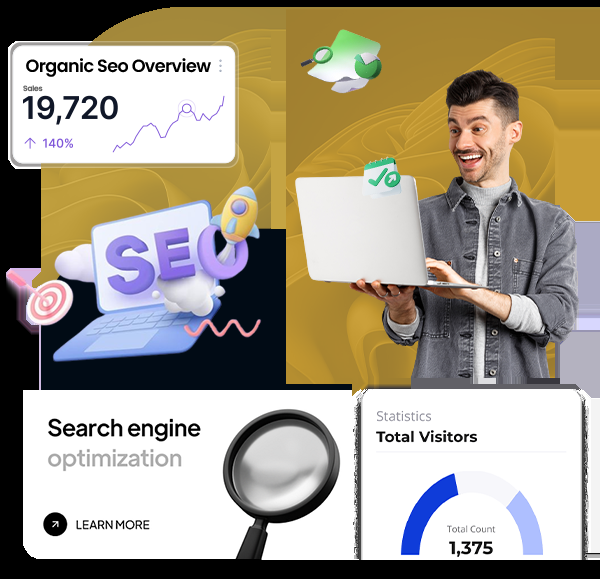 Organic Seo Overview
Sales
19,720
140%
SEO
Search engine
optimization
LEARN MORE
Statistics
Total Visitors
Total Count
1,375